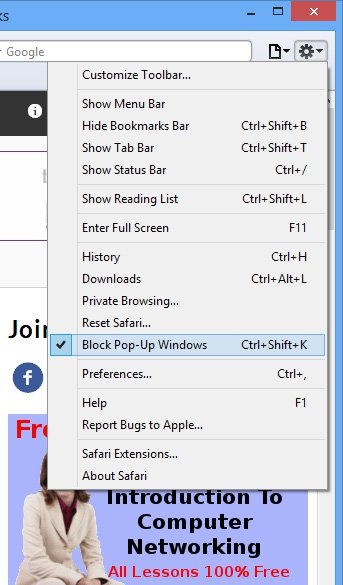 ks
r Google
Customize Toolbar...
Show Menu Bar
Hide Bookmarks Bar Ctrl+Shift+B
Show Tab Bar Ctrl+Shift+T
Show Status Bar Ctrl+/
Show Reading List Ctrl+Shift+L
Enter Full Screen F11
History Ctrl+H
Downloads Ctrl+Alt+L
Private Browsing...
Reset Safari...
Block Pop-Up Windows Ctrl+Shift+K
Preferences... Ctrl+,
Help F1
Report Bugs to Apple...
Safari Extensions...
About Safari
Join
Fre
Introduction To
Computer
Networking
All Lessons 100% Free